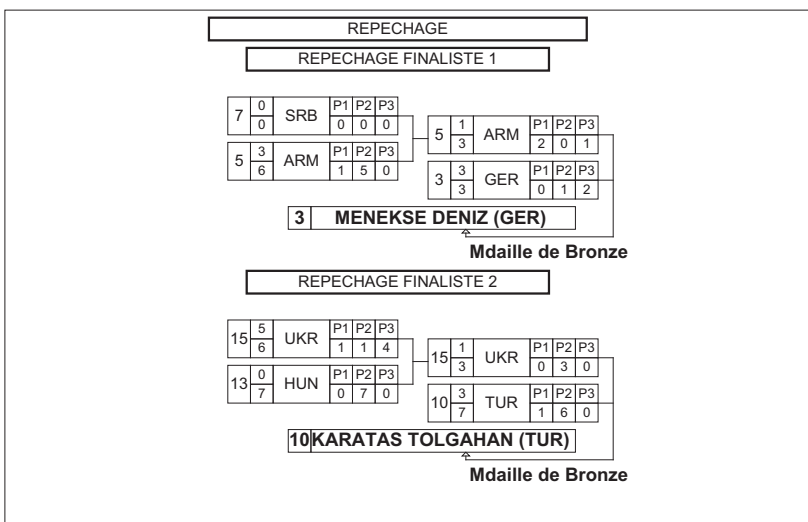 REPECHAGE
REPECHAGE FINALISTE 1
7 0 0 SRB P1 P2 P3 0 0 0
5 3 6 ARM P1 P2 P3 1 5 0
5 1 3 ARM P1 P2 P3 2 0 1
3 3 3 GER P1 P2 P3 0 1 2
3 MENEKSE DENIZ (GER)
Mdaille de Bronze
REPECHAGE FINALISTE 2
15 5 6 UKR P1 P2 P3 1 1 4
13 0 7 HUN P1 P2 P3 0 7 0
15 1 3 UKR P1 P2 P3 0 3 0
10 3 7 TUR P1 P2 P3 1 6 0
10 KARATAS TOLGAHAN (TUR)
Mdaille de Bronze